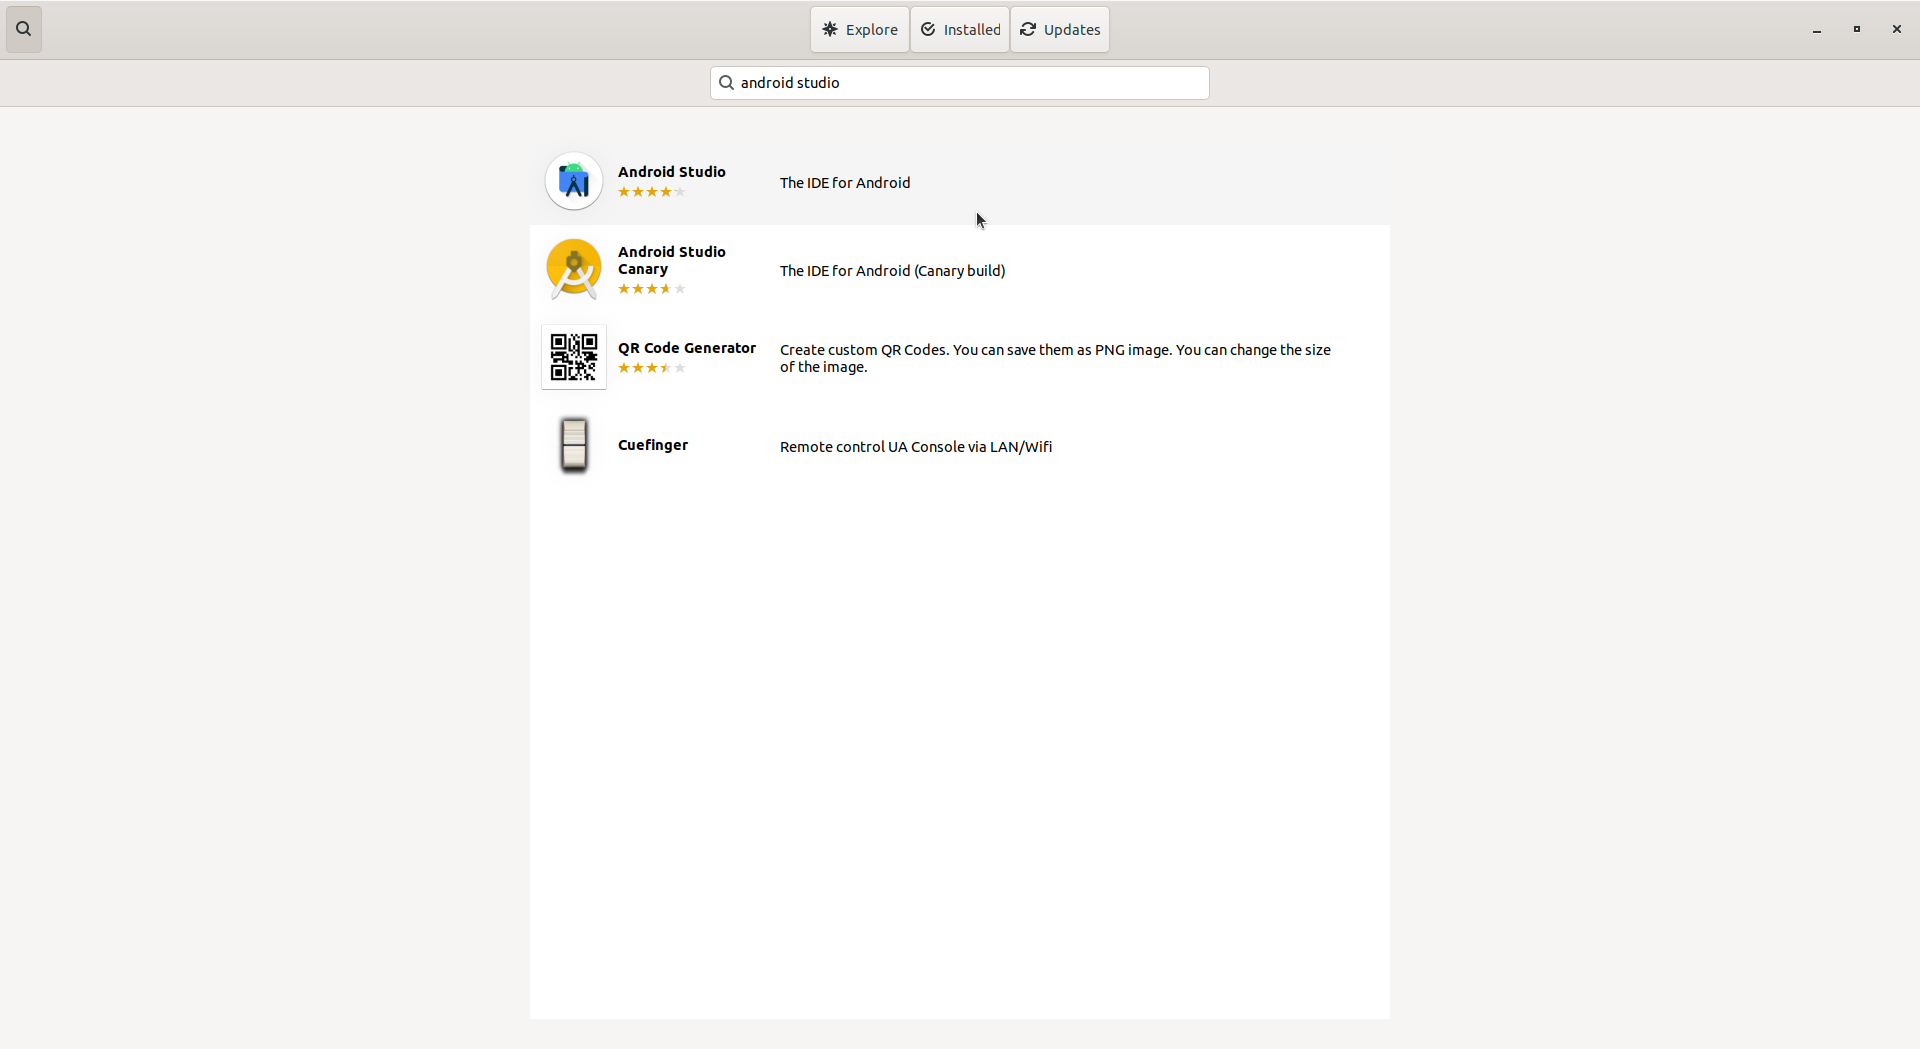 Explore
Installed
Updates
android studio
Android Studio
The IDE for Android
Android Studio
Canary
The IDE for Android (Canary build)
QR Code Generator
Create custom QR Codes. You can save them as PNG image. You can change the size
of the image.
Cuefinger
Remote control UA Console via LAN/Wifi